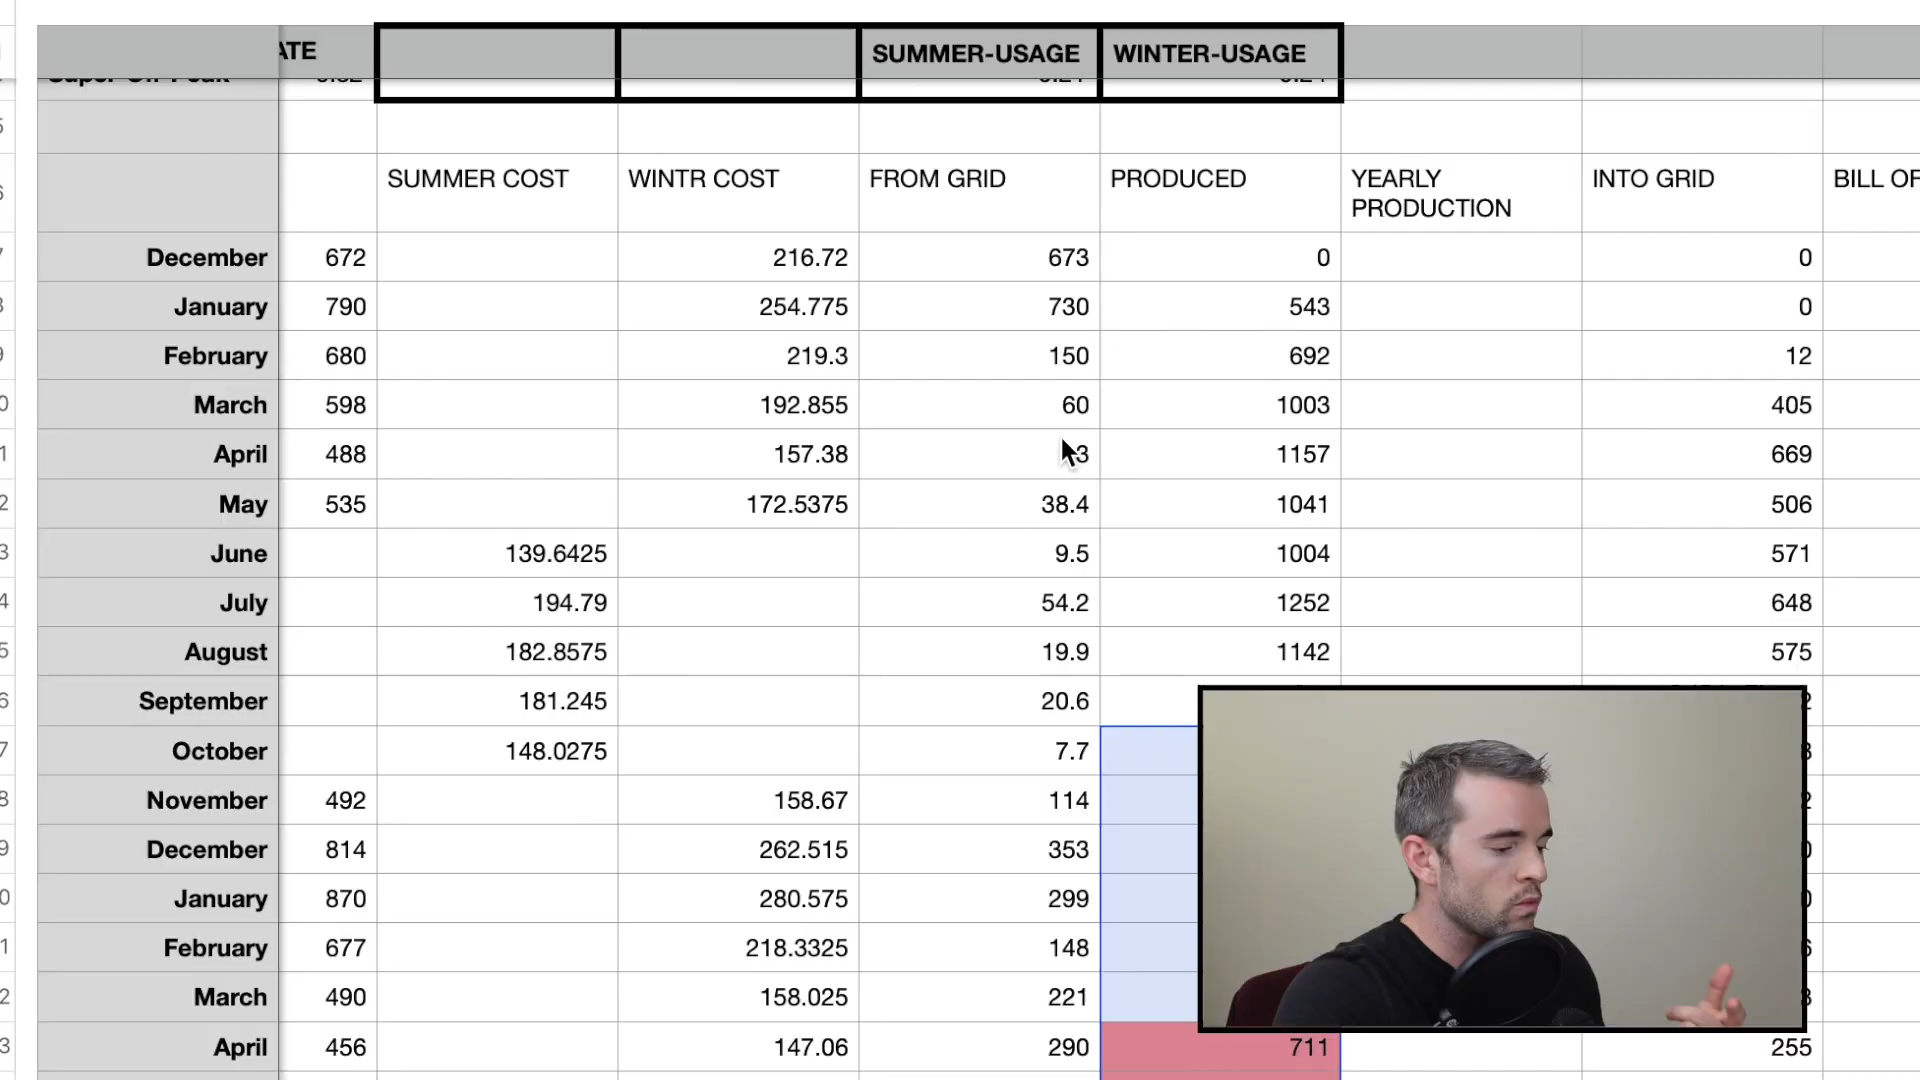 ATE SUMMER-USAGE WINTER-USAGE
Super Off Peak
SUMMER COST WINTR COST FROM GRID PRODUCED YEARLY INTO GRID BILL OF
PRODUCTION
December 672 216.72 673 0 0
January 790 254.775 730 543 0
February 680 219.3 150 692 12
March 598 192.855 60 1003 405
April 488 157.38 3 1157 669
May 535 172.5375 38.4 1041 506
June 139.6425 9.5 1004 571
July 194.79 54.2 1252 648
August 182.8575 19.9 1142 575
September 181.245 20.6
October 148.0275 7.7
November 492 158.67 114
December 814 262.515 353
January 870 280.575 299
February 677 218.3325 148
March 490 158.025 221
April 456 147.06 290 711 255